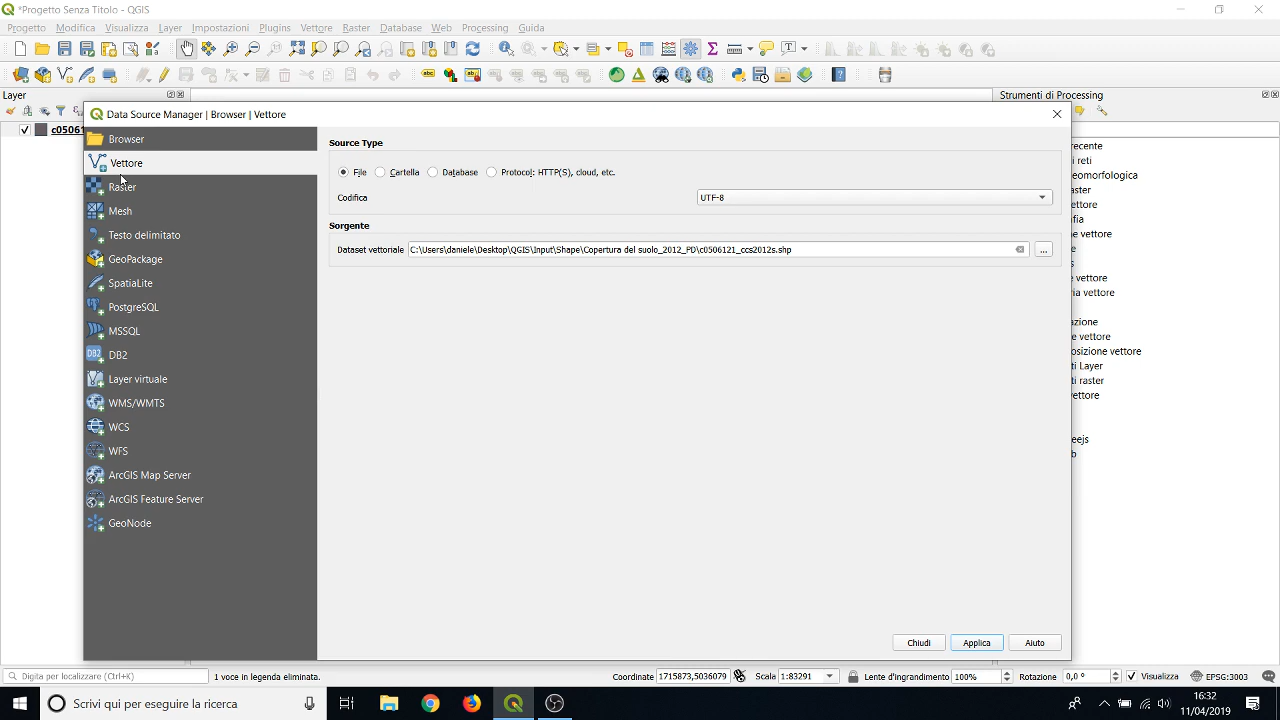 *Progetto Senza Titolo - QGIS
Progetto Modifica Visualizza Layer Impostazioni Plugins Vettore Raster Database Web Processing Guida
Layer
Strumenti di Processing
Data Source Manager | Browser | Vettore
c0506
Browser
Vettore
Raster
Mesh
Testo delimitato
GeoPackage
SpatiaLite
PostgreSQL
MSSQL
DB2
Layer virtuale
WMS/WMTS
WCS
WFS
ArcGIS Map Server
ArcGIS Feature Server
GeoNode
Source Type
File Cartella Database Protocol: HTTP(S), cloud, etc.
Codifica UTF-8
Sorgente
Dataset vettoriale C:\Users\daniele\Desktop\QGIS\Input\Shape\Copertura del suolo_2012_PD\c0506121_ccs2012s.shp ...
Chiudi Applica Aiuto
recente
i reti
eomorfologica
aster
ettore
fia
e vettore
s
e vettore
ria vettore
azione
e vettore
osizione vettore
ti Layer
ti raster
vettore
eejs
b
Digita per localizzare (Ctrl+K) 1 voce in legenda eliminata. Coordinate 1715873,5036079 Scala 1:83291 Lente d'ingrandimento 100% Rotazione 0,0 ° Visualizza EPSG:3003
Scrivi qui per eseguire la ricerca
16:32
11/04/2019